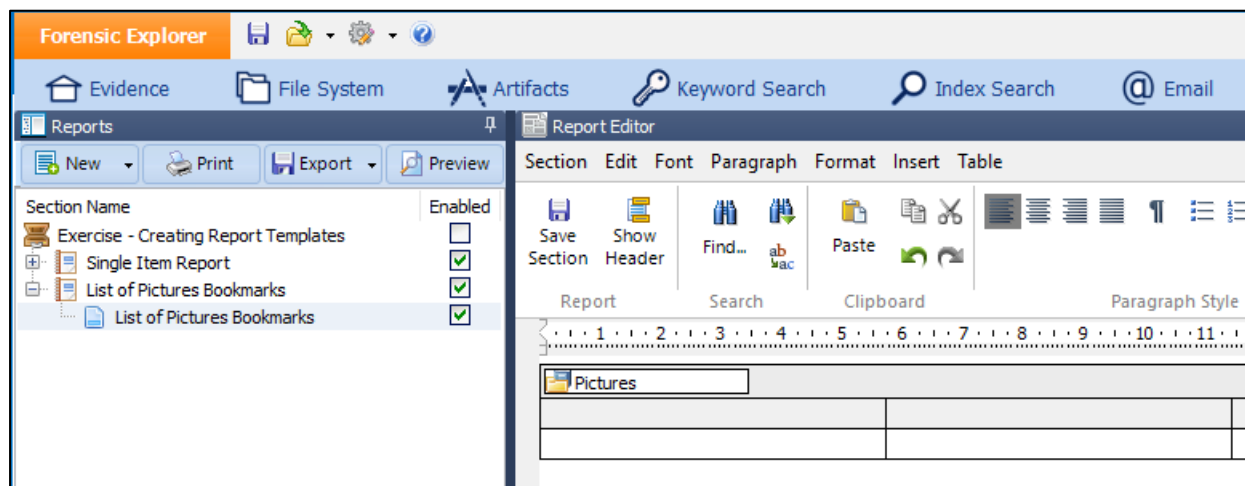 Forensic Explorer
Evidence File System Artifacts Keyword Search Index Search Email
Reports
New Print Export Preview
Section Name Enabled
Exercise - Creating Report Templates
Single Item Report
List of Pictures Bookmarks
List of Pictures Bookmarks
Report Editor
Section Edit Font Paragraph Format Insert Table
Save Section
Show Header
Find...
ab
ac
Paste
Report Search Clipboard Paragraph Style
1 2 3 4 5 6 7 8 9 10 11
Pictures